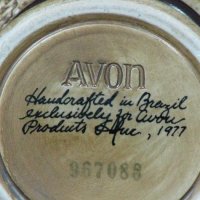 AVON
Handcrafted in Brazil
exclusively for Avon
Products Inc., 1977
967088